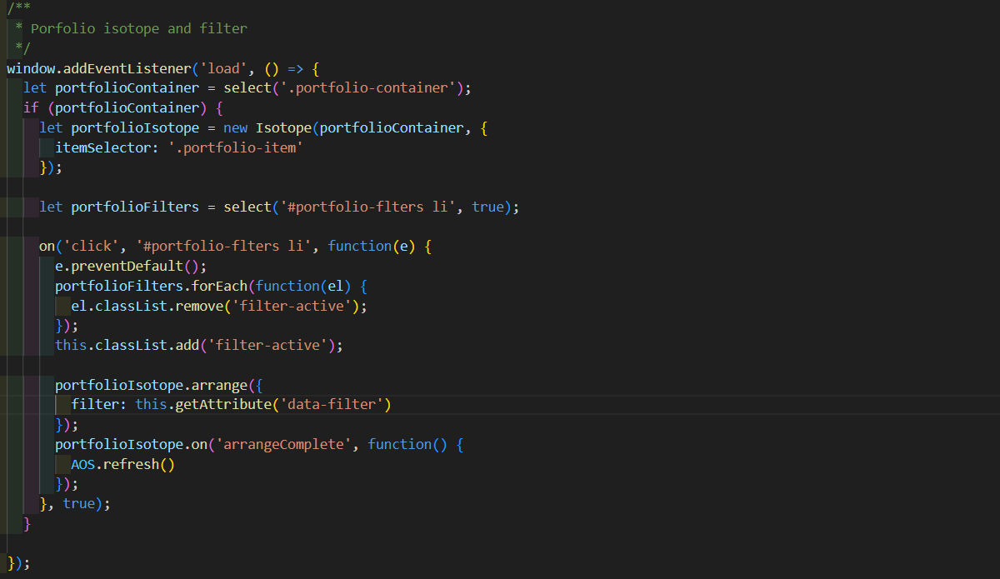 /**
 * Porfolio isotope and filter
 */
window.addEventListener('load', () => {
  let portfolioContainer = select('.portfolio-container');
  if (portfolioContainer) {
    let portfolioIsotope = new Isotope(portfolioContainer, {
      itemSelector: '.portfolio-item'
    });

    let portfolioFilters = select('#portfolio-flters li', true);

    on('click', '#portfolio-flters li', function(e) {
      e.preventDefault();
      portfolioFilters.forEach(function(el) {
        el.classList.remove('filter-active');
      });
      this.classList.add('filter-active');

      portfolioIsotope.arrange({
        filter: this.getAttribute('data-filter')
      });
      portfolioIsotope.on('arrangeComplete', function() {
        AOS.refresh()
      });
    }, true);
  }

});